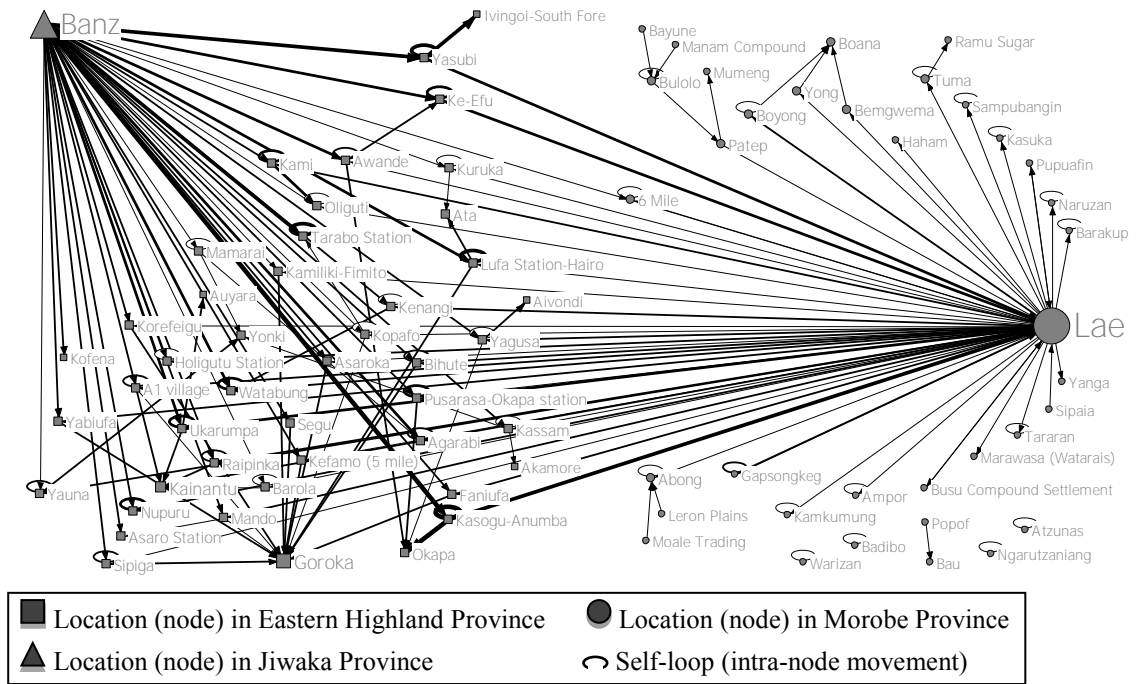 Banz
Ivingoi-South Fore
Yasubi
Ke-Efu
Bayune
Manam Compound
Bulolo
Mumeng
Boana
Ramu Sugar
Tuma
Yong
Boyong
Bemgwema
Sampubangin
Patep
Haham
Kasuka
Pupuafin
Kami
Awande
Kuruka
Oliguti
6 Mile
Naruzan
Ata
Barakup
Tarabo Station
Mamarai
Kamiliki-Fimito
Lufa Station-Hairo
Auyara
Kenangi
Aivondi
Korefeigu
Yonki
Kopafo
Yagusa
Lae
Kofena
Holigutu Station
Asaroka
Bihute
A1 village
Watabung
Pusarasa-Okapa station
Yanga
Sipaia
Yabiufa
Ukarumpa
Segu
Agarabi
Kassam
Tararan
Raipinka
Kefamo (5 mile)
Akamore
Marawasa (Watarais)
Yauna
Kainantu
Barola
Faniufa
Abong
Gapsongkeg
Ampor
Busu Compound Settlement
Nupuru
Mando
Kasogu-Anumba
Leron Plains
Kamkumung
Popof
Atzunas
Asaro Station
Moale Trading
Badibo
Ngarutzaniang
Sipiga
Goroka
Okapa
Warizan
Bau
Location (node) in Eastern Highland Province
Location (node) in Morobe Province
Location (node) in Jiwaka Province
Self-loop (intra-node movement)